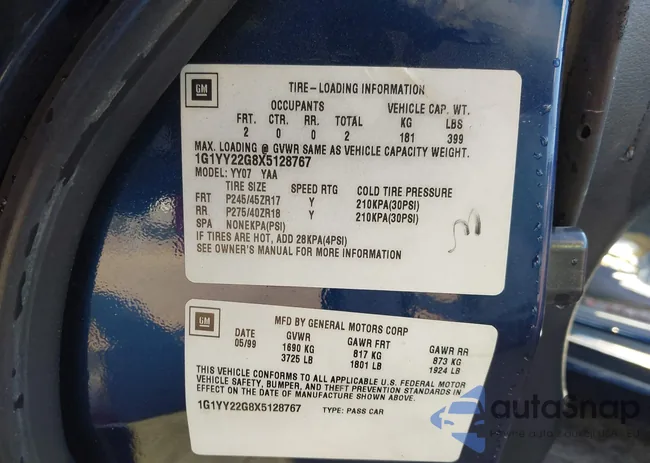 GM
TIRE-LOADING INFORMATION
OCCUPANTS VEHICLE CAP. WT.
FRT. CTR. RR. TOTAL KG LBS
2 0 0 2 181 399
MAX. LOADING @ GVWR SAME AS VEHICLE CAPACITY WEIGHT.
1G1YY22G8X5128767
MODEL: YY07 YAA
TIRE SIZE SPEED RTG COLD TIRE PRESSURE
FRT P245/45ZR17 Y 210KPA(30PSI)
RR P275/40ZR18 Y 210KPA(30PSI)
SPA NONEKPA(PSI)
IF TIRES ARE HOT, ADD 28KPA(4PSI)
SEE OWNER'S MANUAL FOR MORE INFORMATION
GM
MFD BY GENERAL MOTORS CORP
DATE GVWR GAWR FRT GAWR RR
05/99 1690 KG 817 KG 873 KG
3725 LB 1801 LB 1924 LB
THIS VEHICLE CONFORMS TO ALL APPLICABLE U.S. FEDERAL MOTOR
VEHICLE SAFETY, BUMPER, AND THEFT PREVENTION STANDARDS IN
EFFECT ON THE DATE OF MANUFACTURE SHOWN ABOVE.
1G1YY22G8X5128767 TYPE: PASS CAR
autoSnap